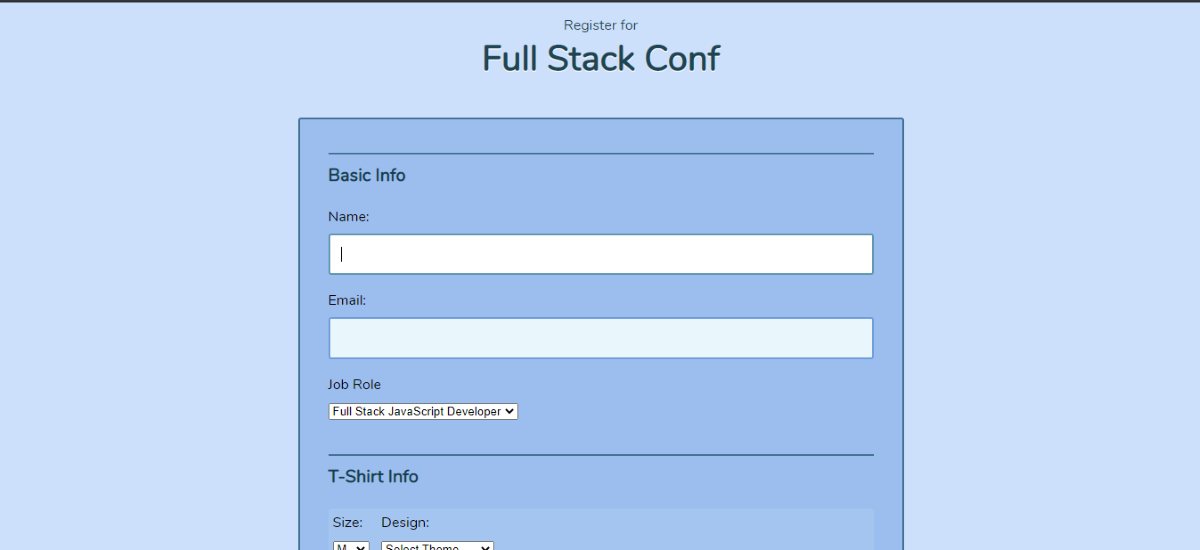 Register for
Full Stack Conf
Basic Info
Name:
Email:
Job Role
Full Stack JavaScript Developer
T-Shirt Info
Size: Design:
M Select Theme